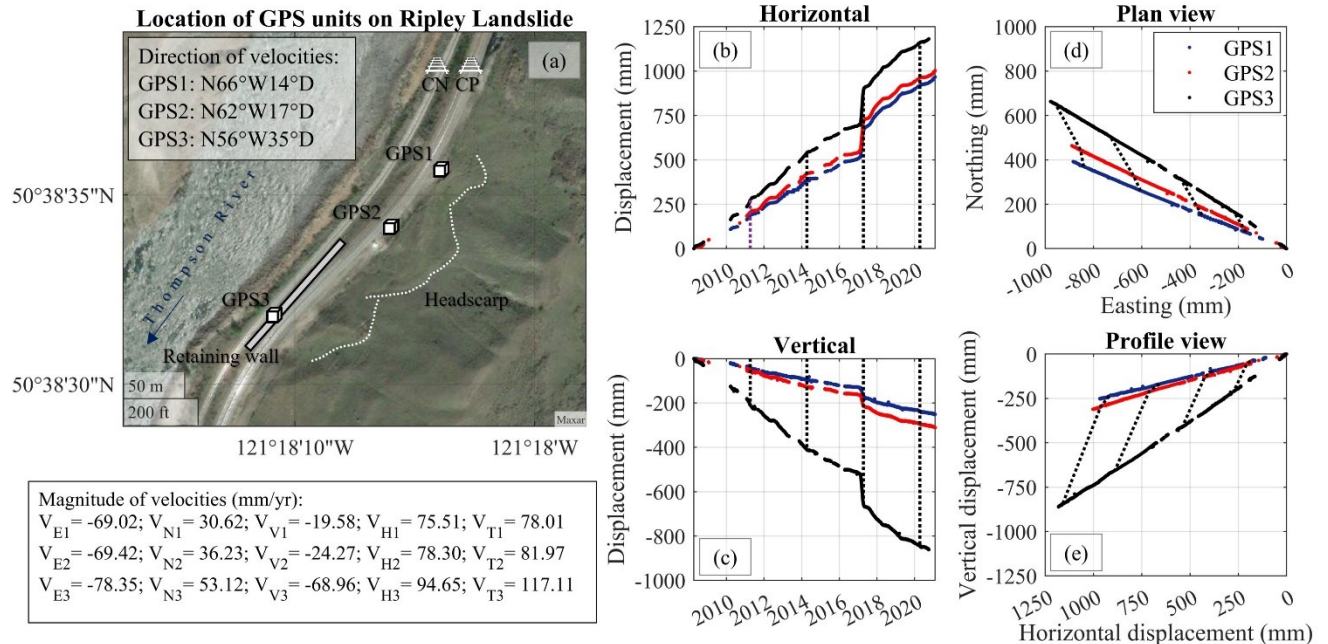 Location of GPS units on Ripley Landslide
Direction of velocities:
GPS1: N66°W14°D
GPS2: N62°W17°D
GPS3: N56°W35°D
(a)
CN CP
GPS1
GPS2
GPS3
Thompson River
Headscarp
Retaining wall
50 m
200 ft
Maxar
50°38'35"N
50°38'30"N
121°18'10"W
121°18'W
Magnitude of velocities (mm/yr):
V_E1= -69.02; V_N1= 30.62; V_V1= -19.58; V_H1= 75.51; V_T1= 78.01
V_E2= -69.42; V_N2= 36.23; V_V2= -24.27; V_H2= 78.30; V_T2= 81.97
V_E3= -78.35; V_N3= 53.12; V_V3= -68.96; V_H3= 94.65; V_T3= 117.11
Horizontal
(b)
Displacement (mm)
1250
1000
750
500
250
0
2010 2012 2014 2016 2018 2020
Vertical
(c)
Displacement (mm)
0
-200
-400
-600
-800
-1000
2010 2012 2014 2016 2018 2020
Plan view
(d)
GPS1
GPS2
GPS3
Northing (mm)
1000
800
600
400
200
0
-1000 -800 -600 -400 -200 0
Easting (mm)
Profile view
(e)
Vertical displacement (mm)
0
-250
-500
-750
-1000
-1250
1250 1000 750 500 250 0
Horizontal displacement (mm)